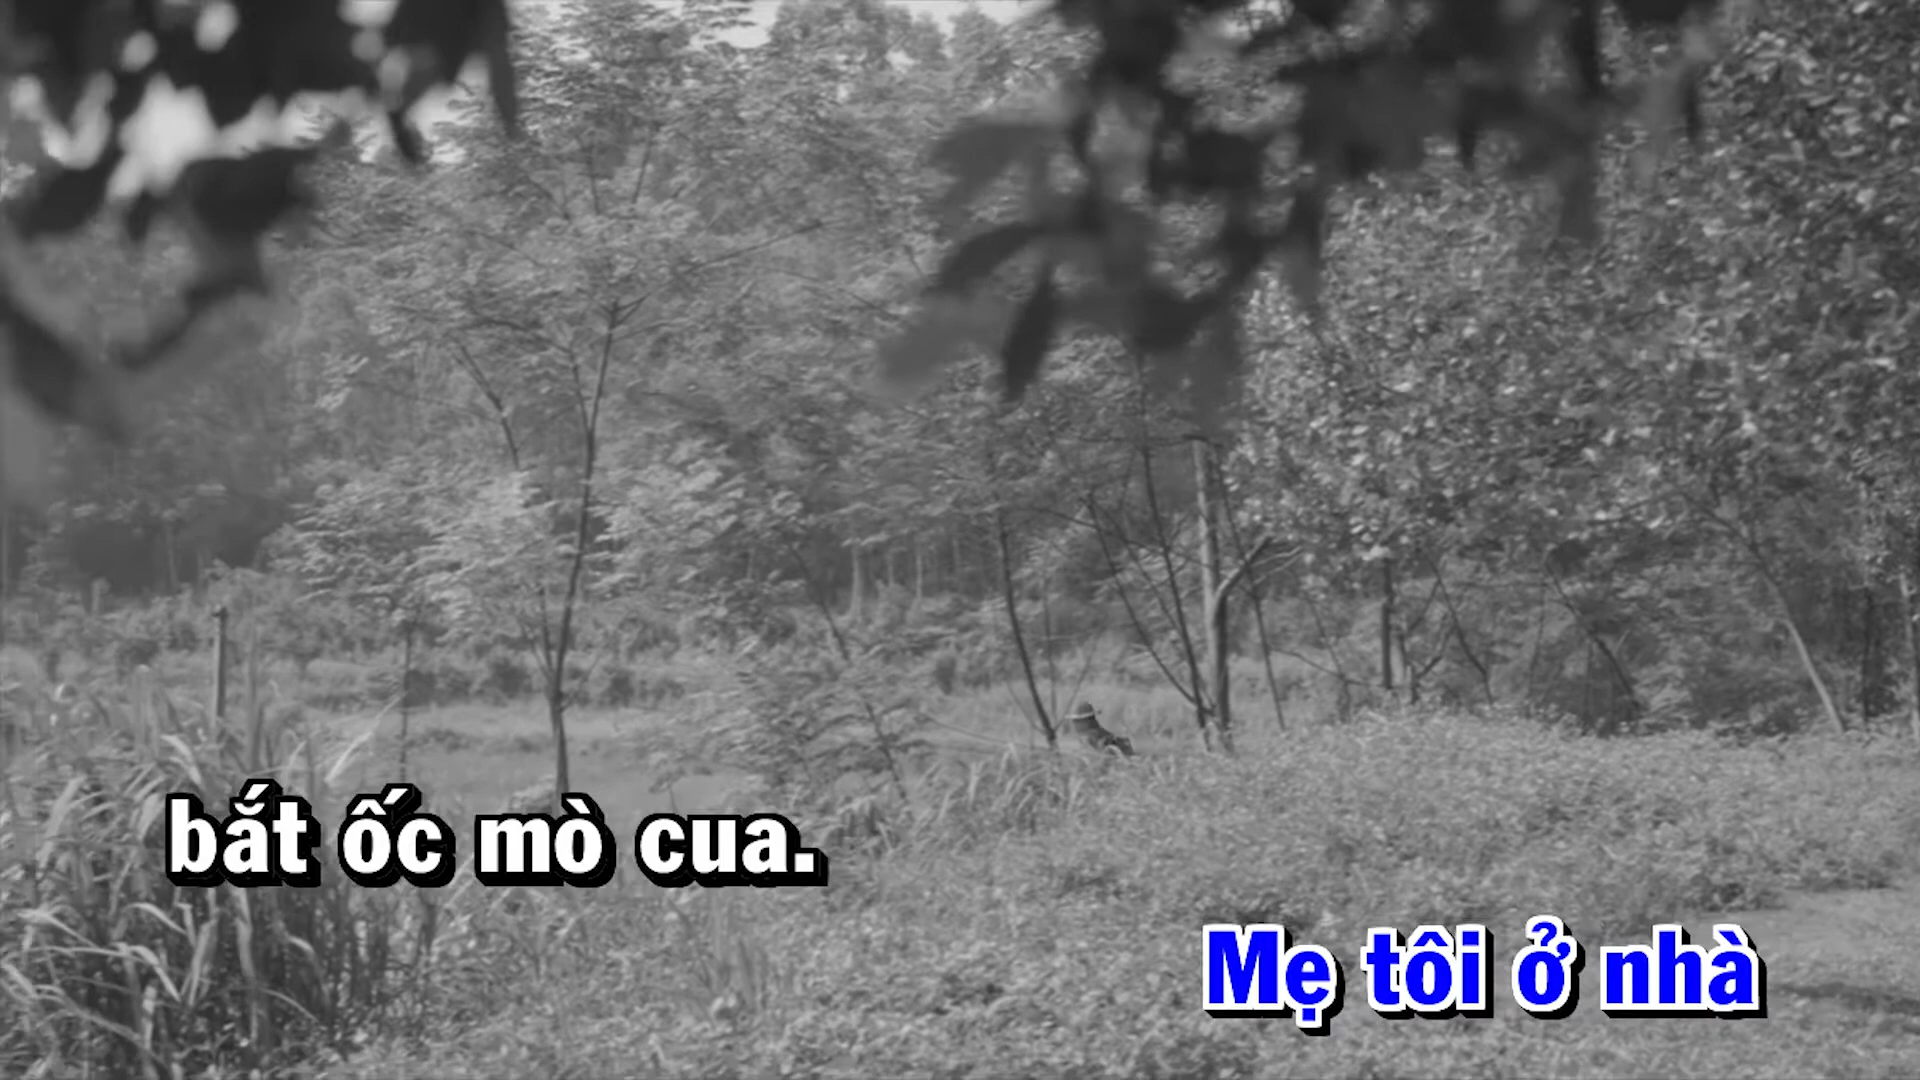 bắt ốc mò cua.
Mẹ tôi ở nhà